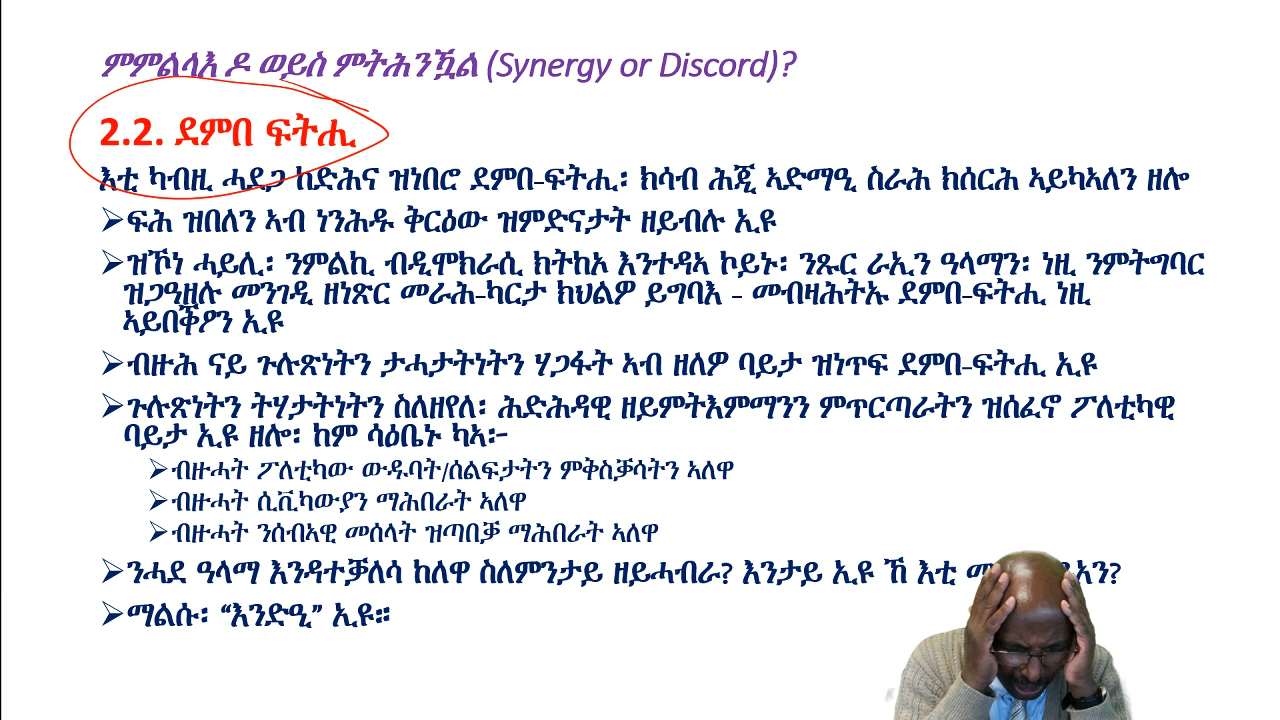 ምምልላእ ዶ ወይስ ምትሕንኳል (Synergy or Discord)?
2.2. ደምበ ፍትሒ
እቲ ካብዚ ሓደጋ ከድሕና ዝነበሮ ደምበ-ፍትሒ፡ ክሳብ ሕጂ ኣድማዒ ስራሕ ክሰርሕ ኣይካኣለን ዘሎ
➢ፍሕ ዝበለን ኣብ ነንሕዱ ቅርዕው ዝምድናታት ዘይብሉ ኢዩ
➢ዝኾነ ሓይሊ፡ ንምልኪ ብዲሞክራሲ ክትከኦ እንተዳኣ ኮይኑ፡ ንጹር ራኢን ዓላማን፡ ነዚ ንምትግባር
ዝጋዓዘሉ መንገዲ ዘነጽር መራሕ-ካርታ ክህልዎ ይግባእ - መብዛሕትኡ ደምበ-ፍትሒ ነዚ
ኣይበቕዖን ኢዩ
➢ብዙሕ ናይ ጉሉጽነትን ታሓታትነትን ሃጋፋት ኣብ ዘለዎ ባይታ ዝነጥፍ ደምበ-ፍትሒ ኢዩ
➢ጉሉጽነትን ትሃታትነትን ስለዘየለ፡ ሕድሕዳዊ ዘይምትእምማንን ምጥርጣራትን ዝሰፈኖ ፖለቲካዊ
ባይታ ኢዩ ዘሎ፡ ከም ሳዕቤኑ ካኣ፡-
➢ብዙሓት ፖለቲካው ውዱባት/ሰልፍታትን ምቅስቓሳትን ኣለዋ
➢ብዙሓት ሲቪካውያን ማሕበራት ኣለዋ
➢ብዙሓት ንሰብኣዊ መሰላት ዝጣበቓ ማሕበራት ኣለዋ
➢ንሓደ ዓላማ እንዳተቓለሳ ከለዋ ስለምንታይ ዘይሓብራ? እንታይ ኢዩ ኸ እቲ
➢ማልሱ፡ “እንድዒ” ኢዩ።